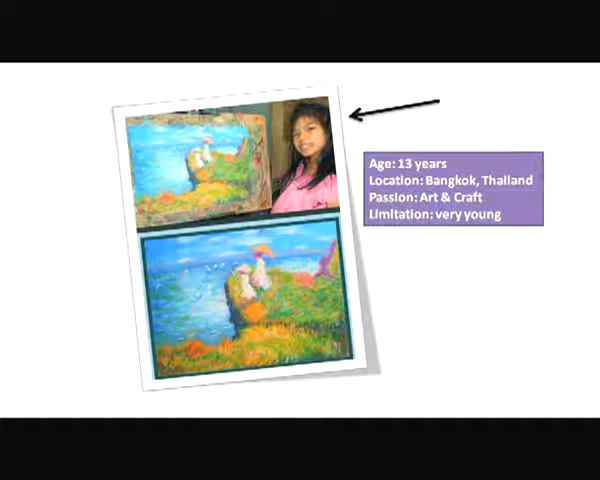 Age: 13 years
Location: Bangkok, Thailand
Passion: Art & Craft
Limitation: very young